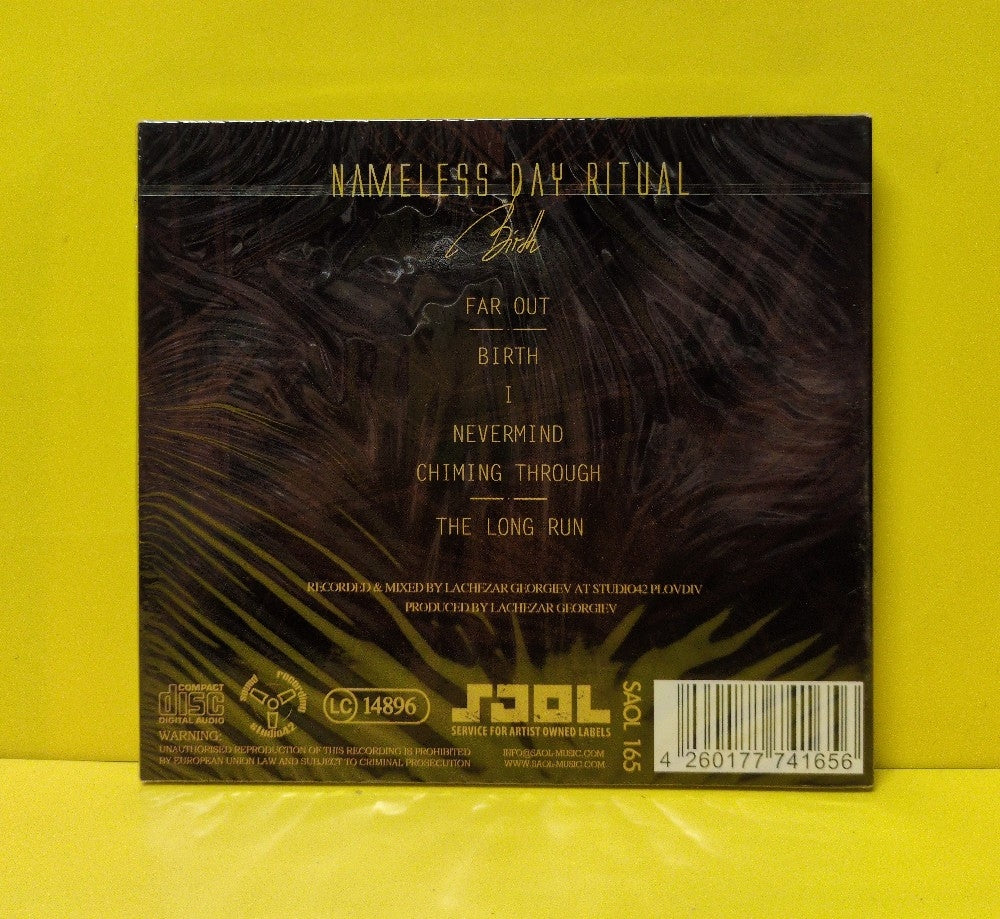 NAMELESS DAY RITUAL
Birth
FAR OUT
BIRTH
I
NEVERMIND
CHIMING THROUGH
THE LONG RUN
RECORDED & MIXED BY LACHEZAR GEORGIEV AT STUDIO42 PLOVDIV
PRODUCED BY LACHEZAR GEORGIEV
COMPACT
disc
DIGITAL AUDIO
studio42
LC 14896
SAOL
SERVICE FOR ARTIST OWNED LABELS
SAOL 165
WARNING:
UNAUTHORISED REPRODUCTION OF THIS RECORDING IS PROHIBITED
BY EUROPEAN UNION LAW AND SUBJECT TO CRIMINAL PROSECUTION
INFO@SAOL-MUSIC.COM
WWW.SAOL-MUSIC.COM
4 260177 741656